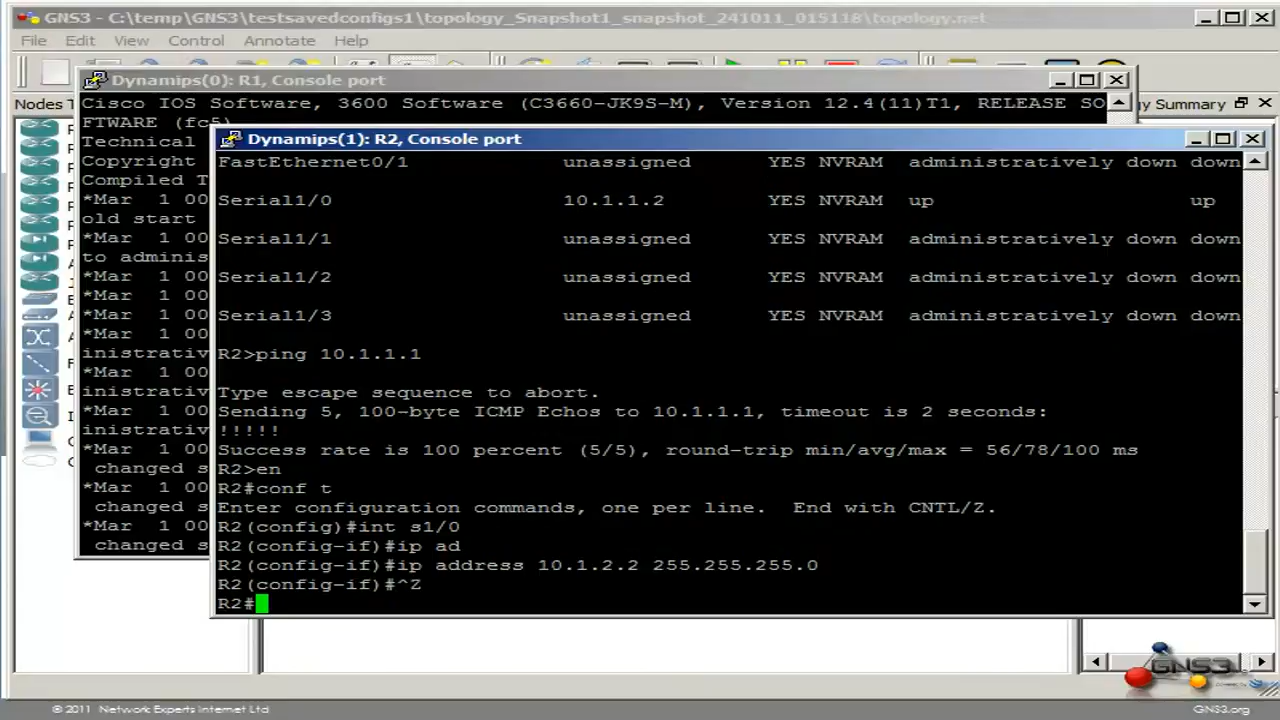 GNS3 - C:\temp\GNS3\testsavedconfigs1\topology_Snapshot1_snapshot_241011_015118\topology.net
File Edit View Control Annotate Help
Dynamips(0): R1, Console port
Nodes T
y Summary
Cisco IOS Software, 3600 Software (C3660-JK9S-M), Version 12.4(11)T1, RELEASE SO
FTWARE (fc5)
Technical
Copyright
Compiled T
*Mar 1 00
old start
*Mar 1 00
to adminis
*Mar 1 00
*Mar 1 00
*Mar 1 00
inistrativ
*Mar 1 00
inistrativ
*Mar 1 00
inistrativ
*Mar 1 00
changed s
*Mar 1 00
changed s
*Mar 1 00
changed s
Dynamips(1): R2, Console port
FastEthernet0/1 unassigned YES NVRAM administratively down down
Serial1/0 10.1.1.2 YES NVRAM up up
Serial1/1 unassigned YES NVRAM administratively down down
Serial1/2 unassigned YES NVRAM administratively down down
Serial1/3 unassigned YES NVRAM administratively down down
R2>ping 10.1.1.1
Type escape sequence to abort.
Sending 5, 100-byte ICMP Echos to 10.1.1.1, timeout is 2 seconds:
!!!!!
Success rate is 100 percent (5/5), round-trip min/avg/max = 56/78/100 ms
R2>en
R2#conf t
Enter configuration commands, one per line. End with CNTL/Z.
R2(config)#int s1/0
R2(config-if)#ip ad
R2(config-if)#ip address 10.1.2.2 255.255.255.0
R2(config-if)#^Z
R2#
GNS3
© 2011 Network Experts Internet Ltd
GNS3.org